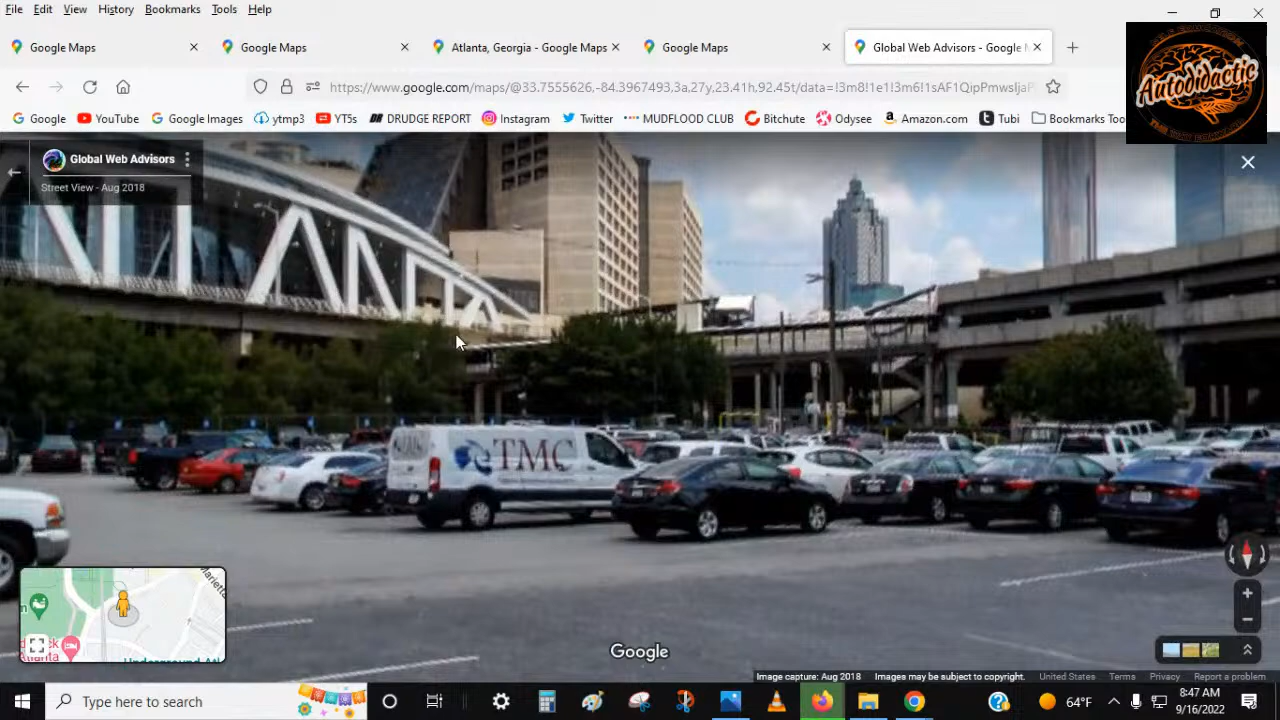 File Edit View History Bookmarks Tools Help
Google Maps
Google Maps
Atlanta, Georgia - Google Maps
Google Maps
Global Web Advisors - Google
https://www.google.com/maps/@33.7555626,-84.3967493,3a,27y,23.41h,92.45t/data=!3m8!1e1!3m6!1sAF1QipPmwsIja
Google YouTube Google Images ytmp3 YT5s DRUDGE REPORT Instagram Twitter MUDFLOOD CLUB Bitchute Odysee Amazon.com Tubi Bookmarks Too
Autodidactic
Global Web Advisors
Street View - Aug 2018
TMC
Marietta
Underground Atl
Google
Image capture: Aug 2018 Images may be subject to copyright. United States Terms Privacy Report a problem
Type here to search
64°F
8:47 AM
9/16/2022